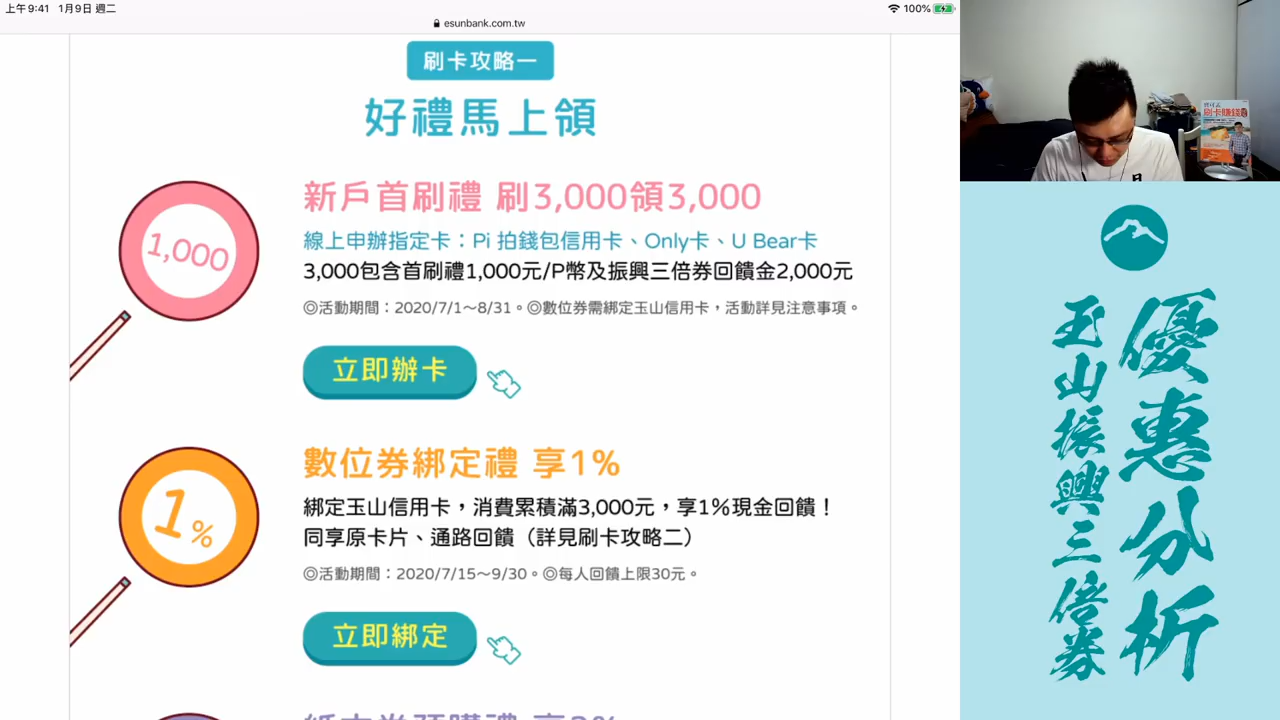 上午9:41 1月9日 週二
100%
esunbank.com.tw
刷卡攻略一
好禮馬上領
1,000
新戶首刷禮 刷3,000領3,000
線上申辦指定卡：Pi 拍錢包信用卡、Only卡、U Bear卡
3,000包含首刷禮1,000元/P幣及振興三倍券回饋金2,000元
◎活動期間：2020/7/1～8/31。◎數位券需綁定玉山信用卡，活動詳見注意事項。
立即辦卡
1%
數位券綁定禮 享1%
綁定玉山信用卡，消費累積滿3,000元，享1%現金回饋！
同享原卡片、通路回饋（詳見刷卡攻略二）
◎活動期間：2020/7/15～9/30。◎每人回饋上限30元。
立即綁定
刷卡賺錢
優惠分析
玉山振興三倍券